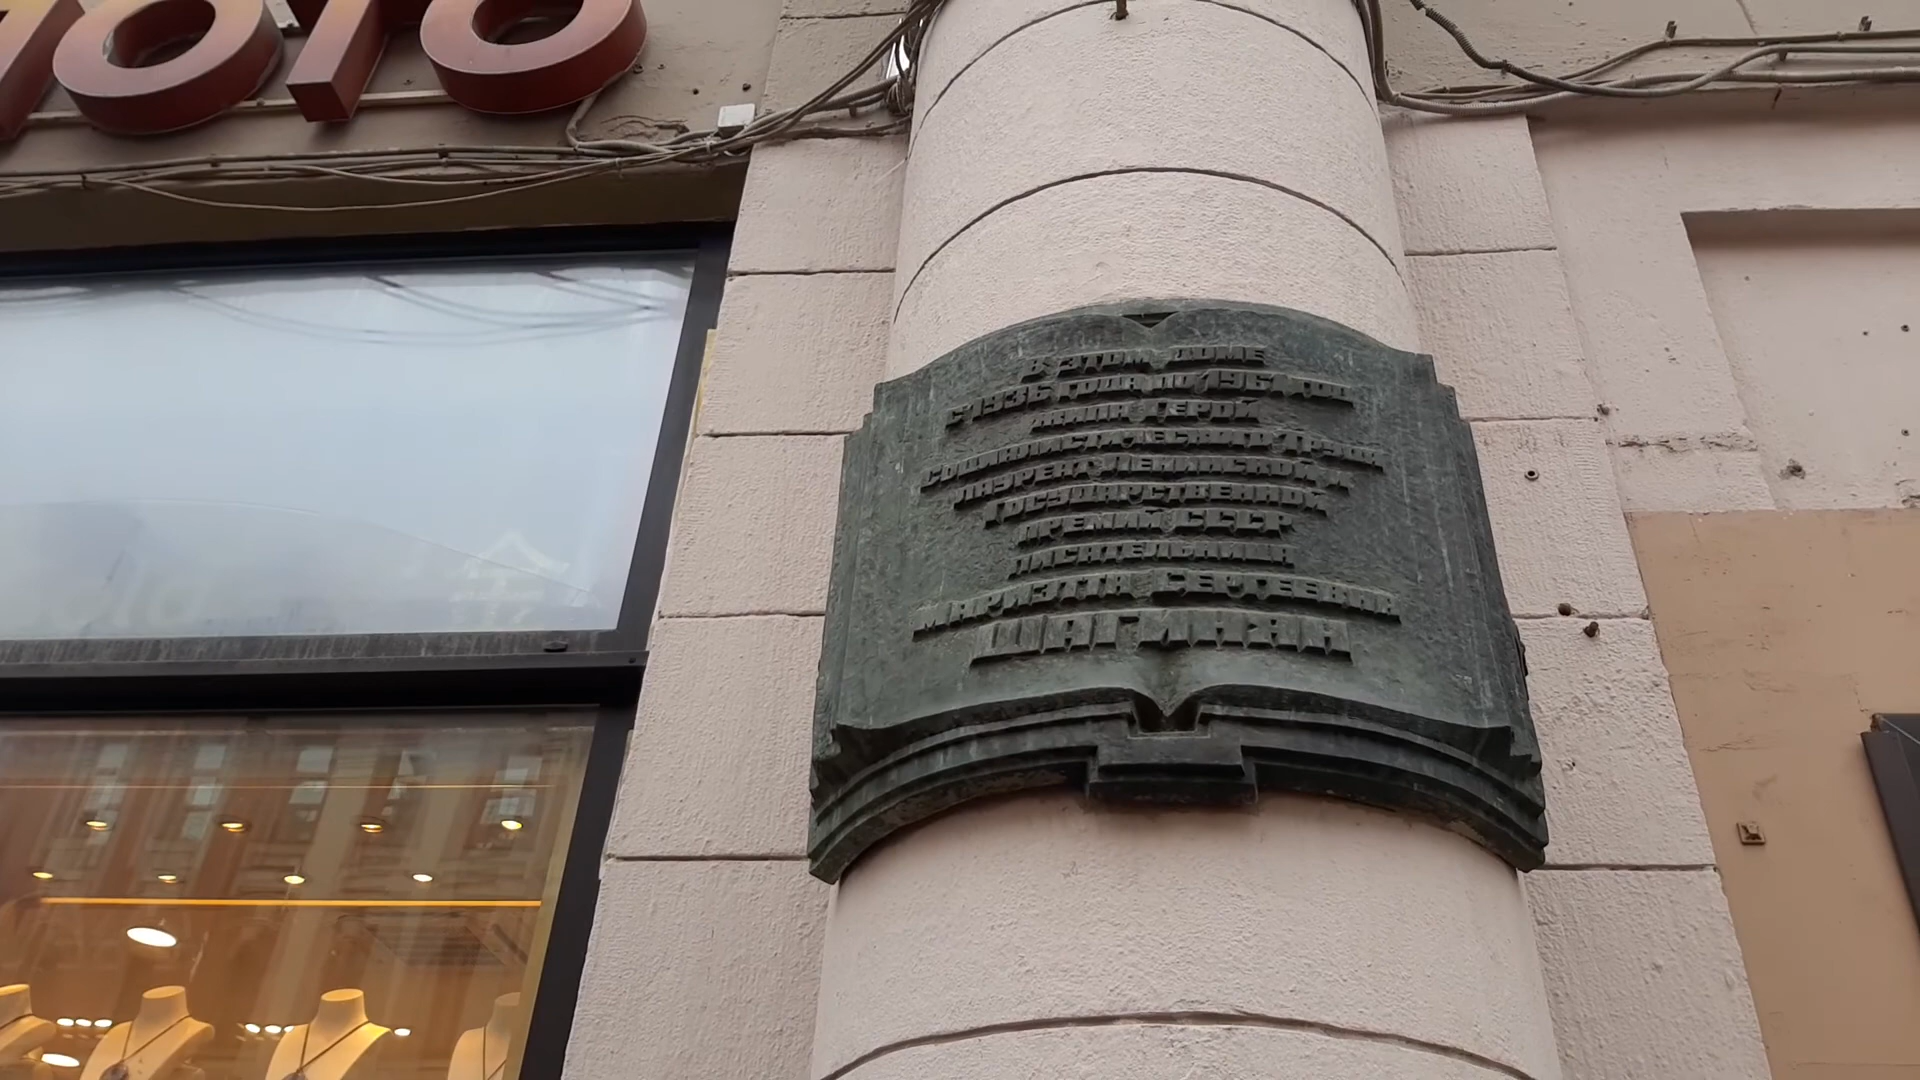 В ЭТОМ ДОМЕ
С 1936 ГОДА ПО 1961 ГОД
ЖИЛА ГЕРОЙ
СОЦИАЛИСТИЧЕСКОГО ТРУДА
ЛАУРЕАТ ЛЕНИНСКОЙ И
ГОСУДАРСТВЕННОЙ
ПРЕМИЙ СССР
ПИСАТЕЛЬНИЦА
МАРИЭТТА СЕРГЕЕВНА
ШАГИНЯН